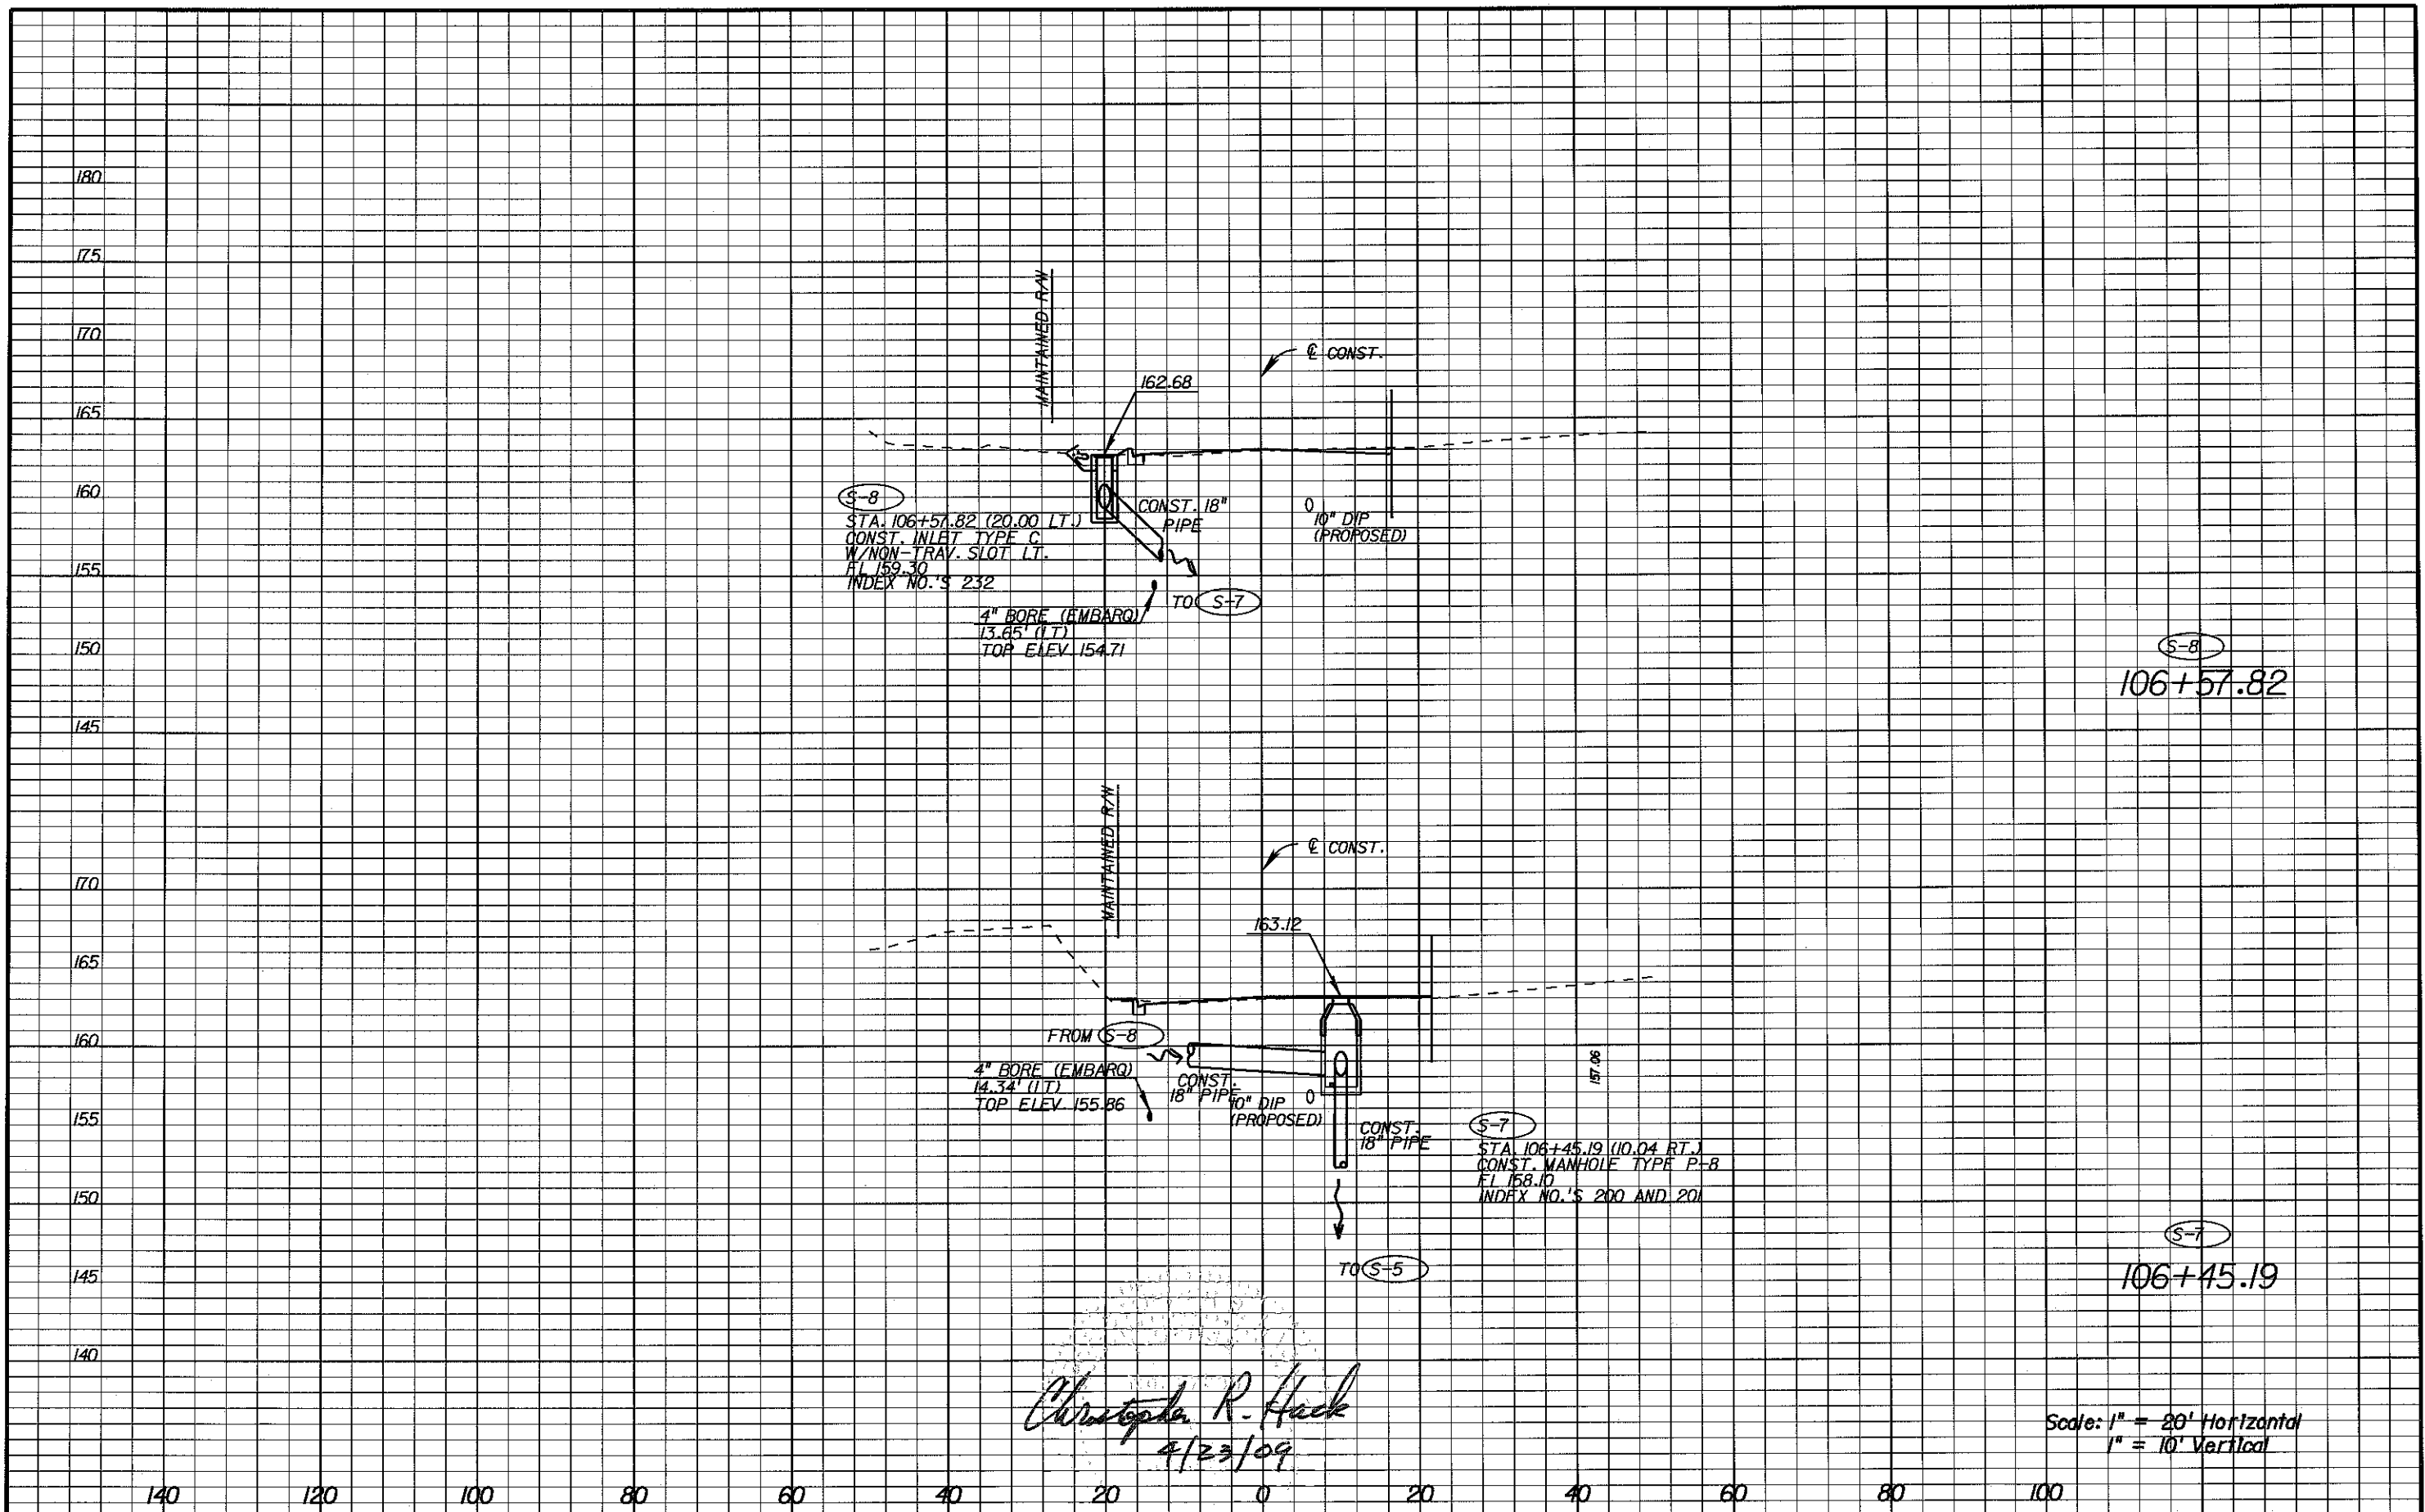 180
175
MAINTAINED R/W
170
℄ CONST.
162.68
165
160
S-8
STA. 106+57.82 (20.00 LT.)
CONST. INLET TYPE C
W/NON-TRAV. SLOT LT.
FL 159.30
INDEX NO.'S 232
CONST. 18"
PIPE
10" DIP
(PROPOSED)
155
TO S-7
4" BORE (EMBARQ)
13.65' (LT)
TOP ELEV. 154.71
150
S-8
106+57.82
145
MAINTAINED R/W
℄ CONST.
170
163.12
165
160
FROM S-8
4" BORE (EMBARQ)
14.34' (LT)
TOP ELEV. 155.86
CONST.
18" PIPE
10" DIP
(PROPOSED)
157.06
155
CONST.
18" PIPE
S-7
STA. 106+45.19 (10.04 RT.)
CONST. MANHOLE TYPE P-8
FL 158.10
INDEX NO.'S 200 AND 201
150
S-7
106+45.19
145
TO S-5
140
Christopher R. Hack
4/23/09
Scale: 1" = 20' Horizontal
1" = 10' Vertical
140 120 100 80 60 40 20 0 20 40 60 80 100